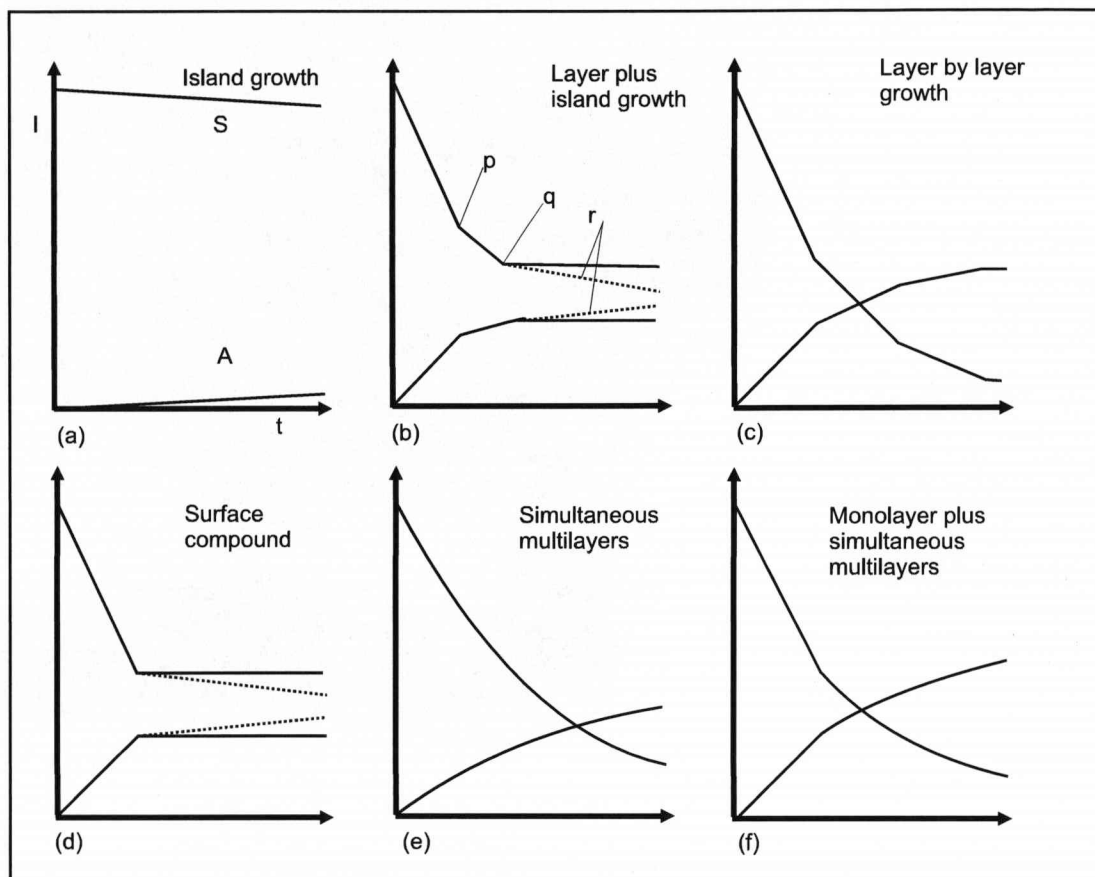 Island growth
I
S
A
t
(a)
Layer plus
island growth
p
q
r
(b)
Layer by layer
growth
(c)
Surface
compound
(d)
Simultaneous
multilayers
(e)
Monolayer plus
simultaneous
multilayers
(f)